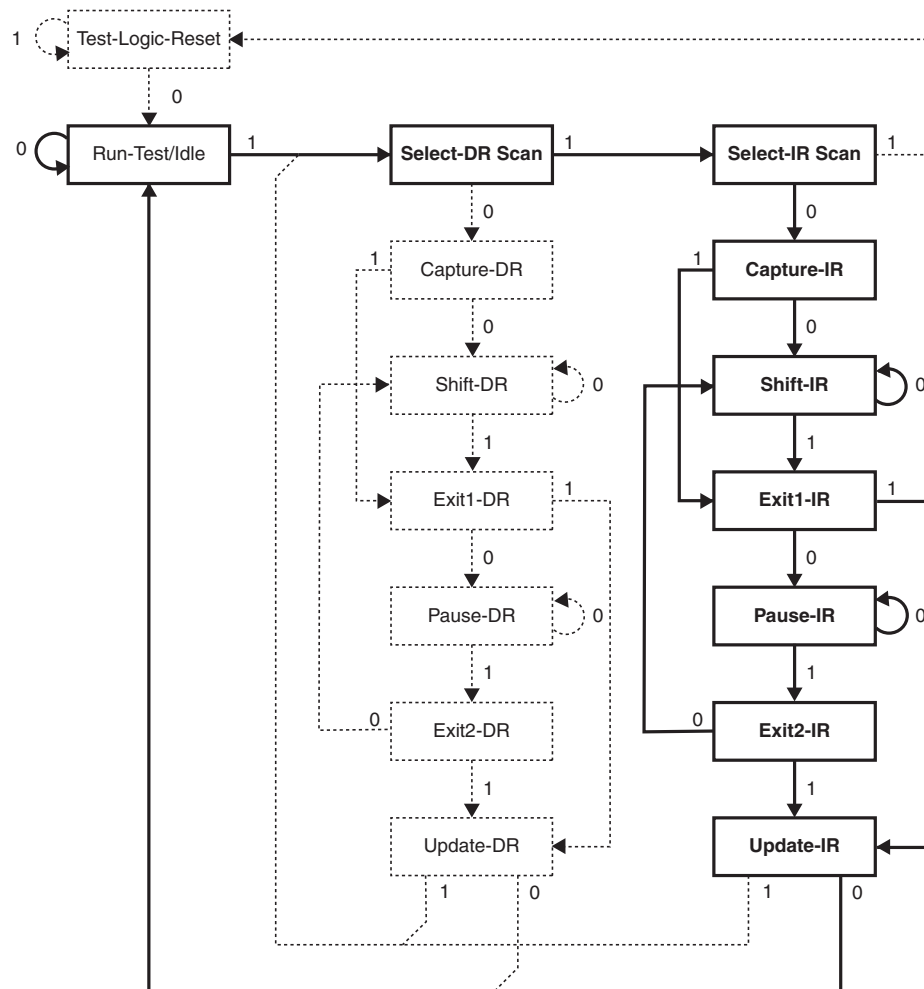 Test-Logic-Reset
1
0
Run-Test/Idle
0
1
Select-DR Scan
1
Select-IR Scan
1
0
0
Capture-DR
1
Capture-IR
1
0
0
Shift-DR
0
Shift-IR
0
1
1
Exit1-DR
1
Exit1-IR
1
0
0
Pause-DR
0
Pause-IR
0
1
1
Exit2-DR
0
Exit2-IR
0
1
1
Update-DR
Update-IR
1
0
1
0